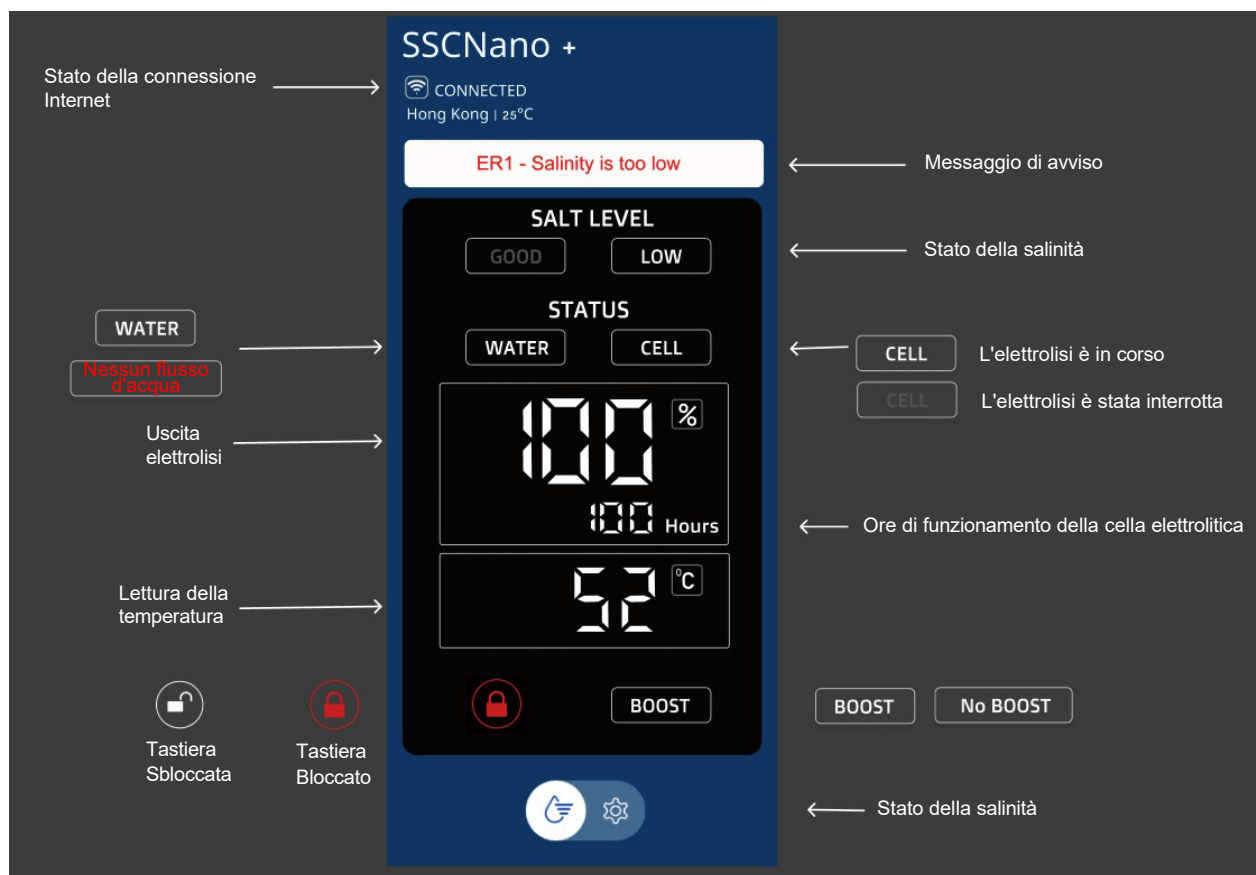 SSCNano +
Stato della connessione
Internet
CONNECTED
Hong Kong | 25°C
ER1 - Salinity is too low
Messaggio di avviso
SALT LEVEL
GOOD
LOW
Stato della salinità
STATUS
WATER
Nessun flusso
d'acqua
WATER
CELL
CELL
L'elettrolisi è in corso
CELL
L'elettrolisi è stata interrotta
Uscita
elettrolisi
100 %
100 Hours
Ore di funzionamento della cella elettrolitica
Lettura della
temperatura
52 °C
Tastiera
Sbloccata
Tastiera
Bloccato
BOOST
BOOST
No BOOST
Stato della salinità